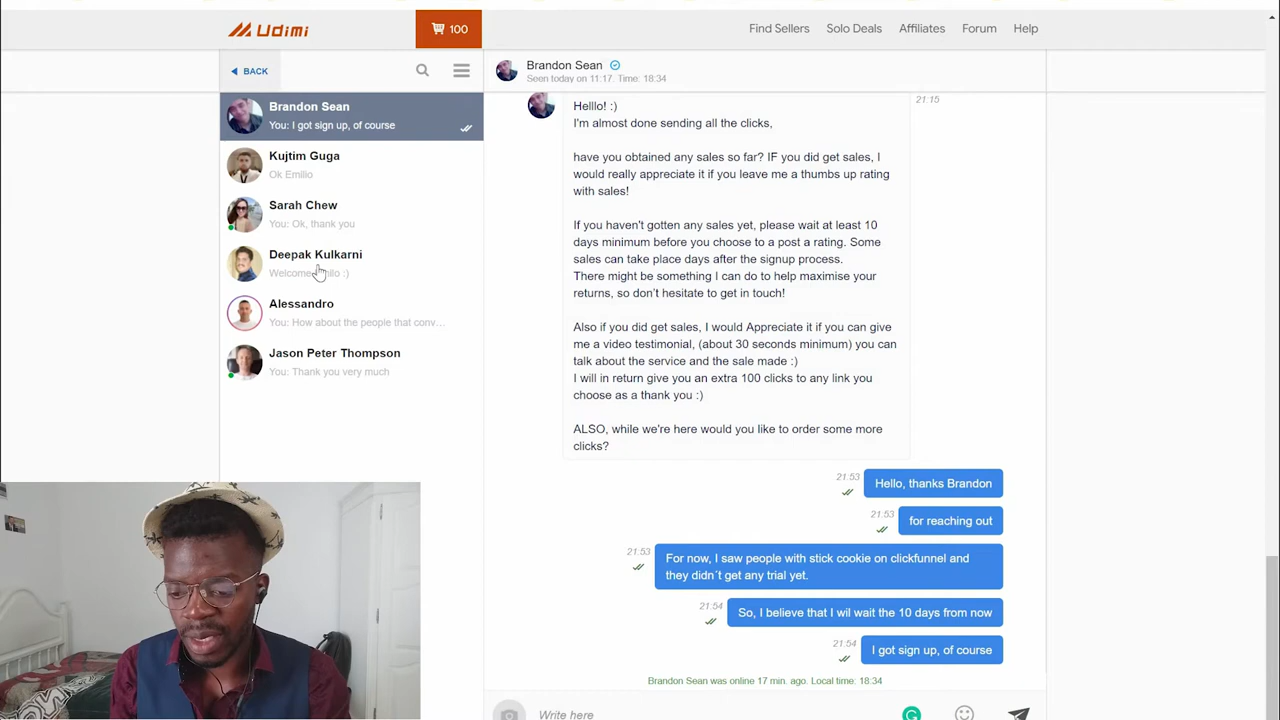 Udimi
100
Find Sellers
Solo Deals
Affiliates
Forum
Help
BACK
Brandon Sean
You: I got sign up, of course
Kujtim Guga
Ok Emilio
Sarah Chew
You: Ok, thank you
Deepak Kulkarni
Alessandro
You: How about the people that conv…
Jason Peter Thompson
You: Thank you very much
Brandon Sean
Seen today on 11:17. Time: 18:34
21:15
Helllo! :)
I'm almost done sending all the clicks,
have you obtained any sales so far? IF you did get sales, I
would really appreciate it if you leave me a thumbs up rating
with sales!
If you haven't gotten any sales yet, please wait at least 10
days minimum before you choose to a post a rating. Some
sales can take place days after the signup process.
There might be something I can do to help maximise your
returns, so don't hesitate to get in touch!
Also if you did get sales, I would Appreciate it if you can give
me a video testimonial, (about 30 seconds minimum) you can
talk about the service and the sale made :)
I will in return give you an extra 100 clicks to any link you
choose as a thank you :)
ALSO, while we're here would you like to order some more
clicks?
21:53
Hello, thanks Brandon
21:53
for reaching out
21:53
For now, I saw people with stick cookie on clickfunnel and
they didn´t get any trial yet.
21:54
So, I believe that I wil wait the 10 days from now
21:54
I got sign up, of course
Brandon Sean was online 17 min. ago. Local time: 18:34
Write here